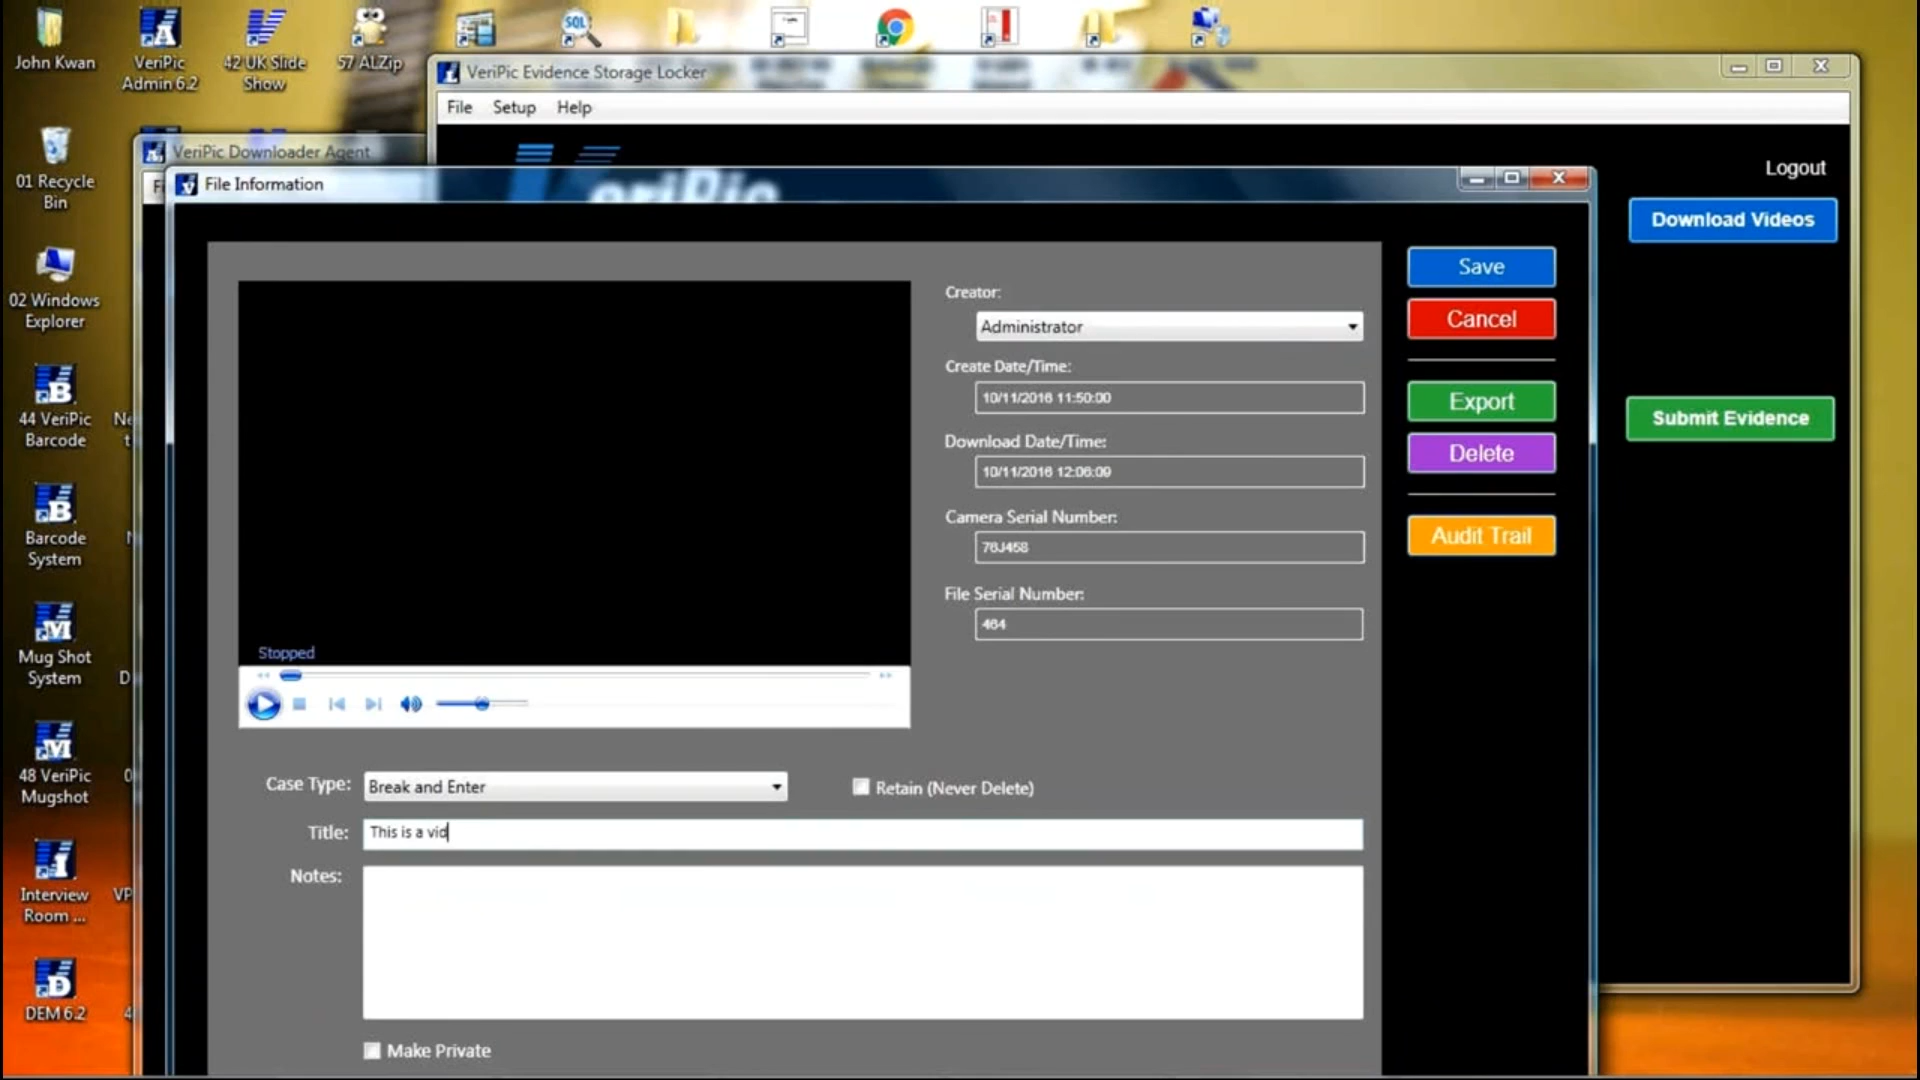 John Kwan
VeriPic
Admin 6.2
42 UK Slide
Show
57 ALZip
SQL
VeriPic Evidence Storage Locker
File Setup Help
01 Recycle
Bin
VeriPic Downloader Agent
Fi
File Information
VeriPic
Logout
Download Videos
Submit Evidence
02 Windows
Explorer
44 VeriPic
Barcode
Barcode
System
Mug Shot
System
48 VeriPic
Mugshot
Interview
Room ...
VP
DEM 6.2
Creator:
Administrator
Create Date/Time:
10/11/2016 11:50:00
Download Date/Time:
10/11/2016 12:06:09
Camera Serial Number:
76J458
File Serial Number:
464
Save
Cancel
Export
Delete
Audit Trail
Stopped
Case Type: Break and Enter
Retain (Never Delete)
Title: This is a vid
Notes:
Make Private